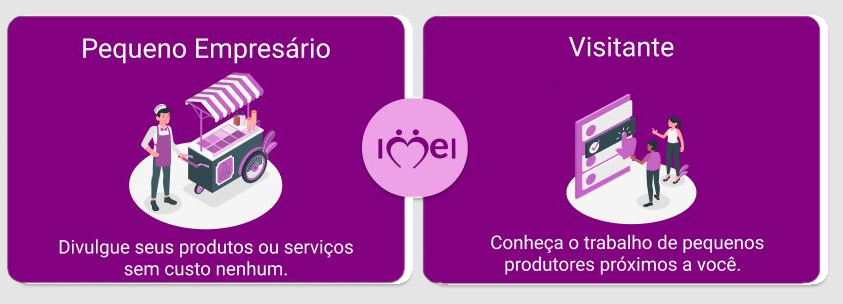 Pequeno Empresário
Divulgue seus produtos ou serviços
sem custo nenhum.
imei
Visitante
Conheça o trabalho de pequenos
produtores próximos a você.